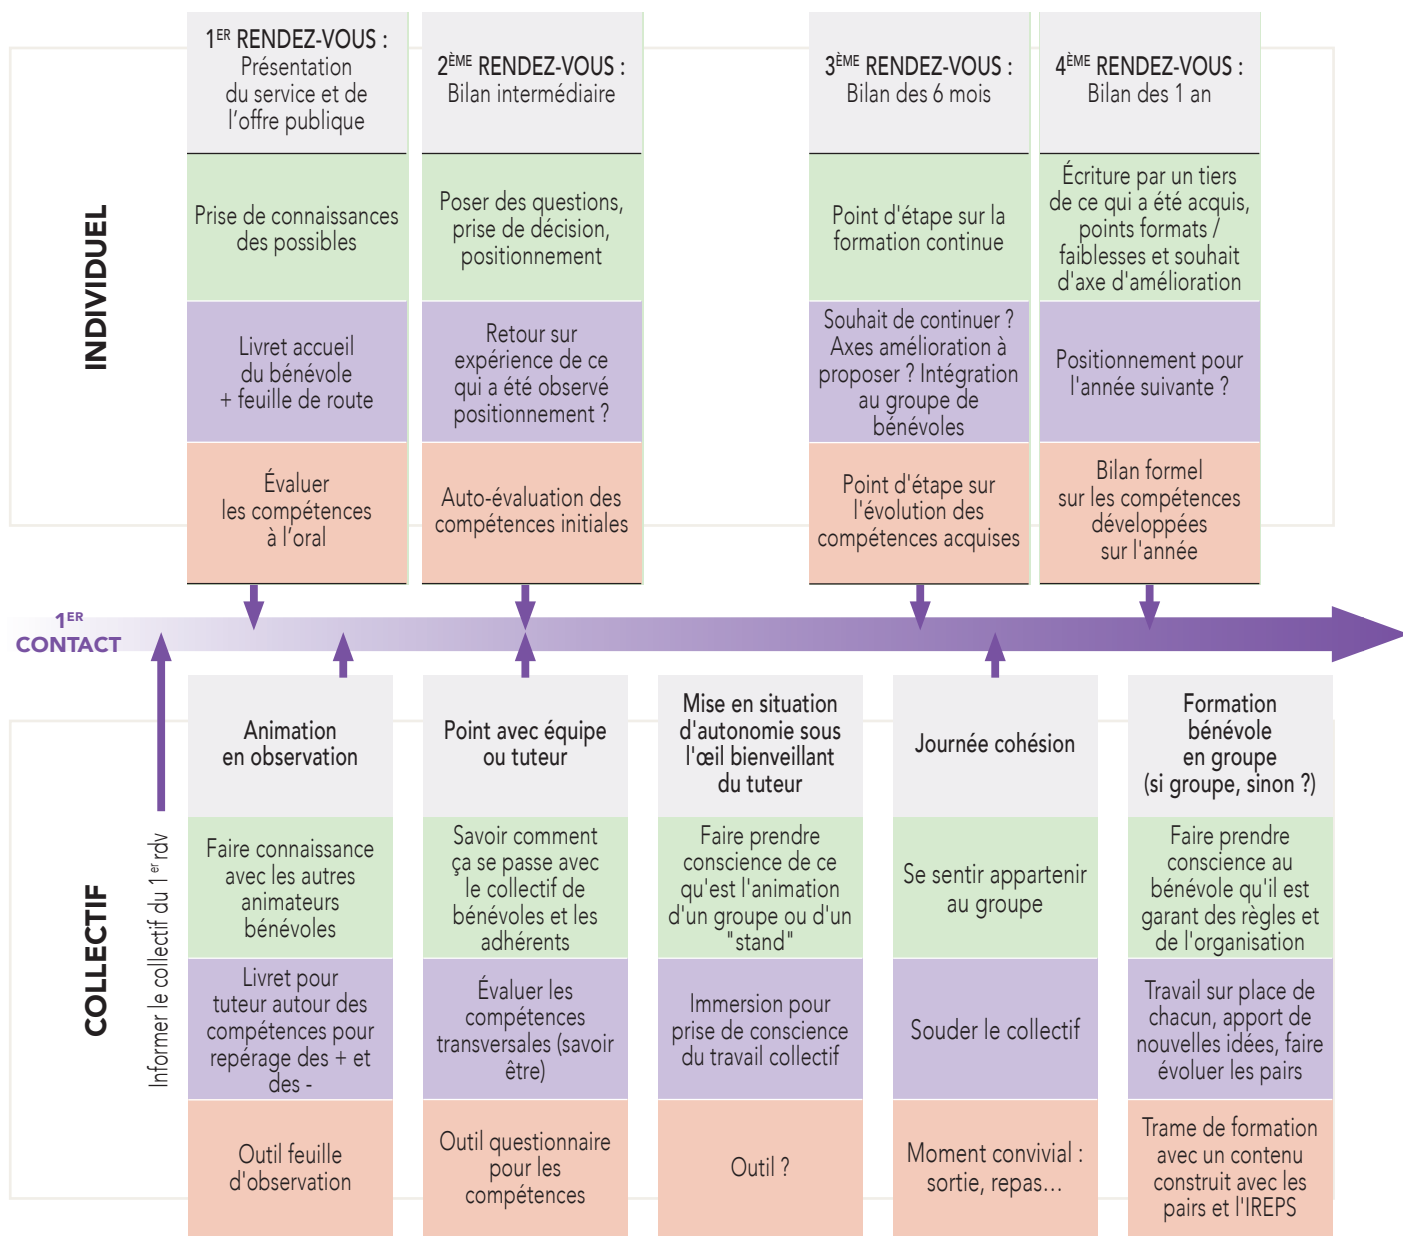 1ER RENDEZ-VOUS :
Présentation
du service et de
l’offre publique
2ÈME RENDEZ-VOUS :
Bilan intermédiaire
3ÈME RENDEZ-VOUS :
Bilan des 6 mois
4ÈME RENDEZ-VOUS :
Bilan des 1 an
INDIVIDUEL
Prise de connaissances
des possibles
Poser des questions,
prise de décision,
positionnement
Point d'étape sur la
formation continue
Écriture par un tiers
de ce qui a été acquis,
points formats /
faiblesses et souhait
d'axe d'amélioration
Livret accueil
du bénévole
+ feuille de route
Retour sur
expérience de ce
qui a été observé
positionnement ?
Souhait de continuer ?
Axes amélioration à
proposer ? Intégration
au groupe de
bénévoles
Positionnement pour
l'année suivante ?
Évaluer
les compétences
à l’oral
Auto-évaluation des
compétences initiales
Point d'étape sur
l'évolution des
compétences acquises
Bilan formel
sur les compétences
développées
sur l'année
1ER
CONTACT
Informer le collectif du 1er rdv
COLLECTIF
Animation
en observation
Point avec équipe
ou tuteur
Mise en situation
d'autonomie sous
l'œil bienveillant
du tuteur
Journée cohésion
Formation
bénévole
en groupe
(si groupe, sinon ?)
Faire connaissance
avec les autres
animateurs
bénévoles
Savoir comment
ça se passe avec
le collectif de
bénévoles et les
adhérents
Faire prendre
conscience de ce
qu'est l'animation
d'un groupe ou d'un
"stand"
Se sentir appartenir
au groupe
Faire prendre
conscience au
bénévole qu'il est
garant des règles et
de l'organisation
Livret pour
tuteur autour des
compétences pour
repérage des + et
des -
Évaluer les
compétences
transversales (savoir
être)
Immersion pour
prise de conscience
du travail collectif
Souder le collectif
Travail sur place de
chacun, apport de
nouvelles idées, faire
évoluer les pairs
Outil feuille
d'observation
Outil questionnaire
pour les
compétences
Outil ?
Moment convivial :
sortie, repas…
Trame de formation
avec un contenu
construit avec les
pairs et l'IREPS